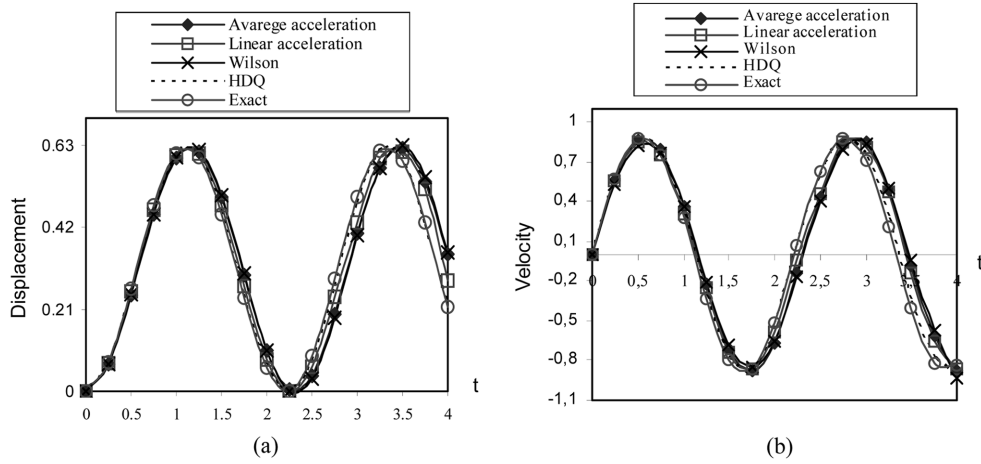 Avarege acceleration
Linear acceleration
Wilson
HDQ
Exact
Displacement
0.63
0.42
0.21
0
0 0.5 1 1.5 2 2.5 3 3.5 4
t
(a)
Avarege acceleration
Linear acceleration
Wilson
HDQ
Exact
Velocity
1
0,7
0,4
0,1
-0,2
-0,5
-0,8
-1,1
0 0,5 1 1,5 2 2,5 3 3,5 4
t
(b)